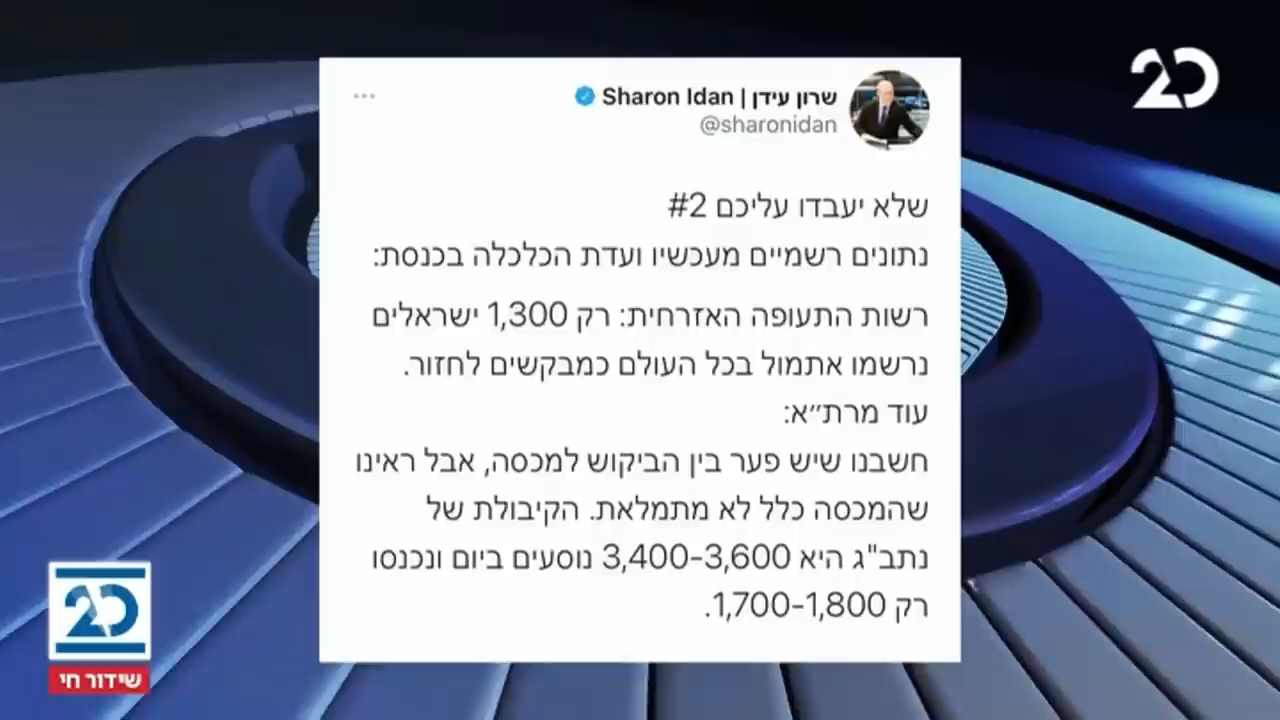 20
שרון עידן | Sharon Idan
@sharonidan
שלא יעבדו עליכם 2#
נתונים רשמיים מעכשיו ועדת הכלכלה בכנסת:
רשות התעופה האזרחית: רק 1,300 ישראלים
נרשמו אתמול בכל העולם כמבקשים לחזור.
עוד מרת״א:
חשבנו שיש פער בין הביקוש למכסה, אבל ראינו
שהמכסה כלל לא מתמלאת. הקיבולת של
נתב"ג היא 3,400-3,600 נוסעים ביום ונכנסו
רק 1,700-1,800.
20
שידור חי